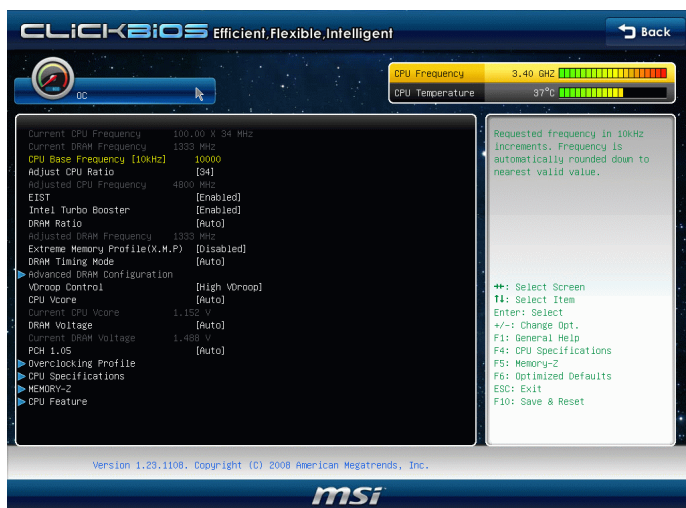 CLiCKBiOS Efficient,Flexible,Intelligent
Back
OC
CPU Frequency 3.40 GHZ
CPU Temperature 37°C
Current CPU Frequency 100.00 X 34 MHz
Current DRAM Frequency 1333 MHz
CPU Base Frequency [10kHz] 10000
Adjust CPU Ratio [34]
Adjusted CPU Frequency 4800 MHz
EIST [Enabled]
Intel Turbo Booster [Enabled]
DRAM Ratio [Auto]
Adjusted DRAM Frequency 1333 MHz
Extreme Memory Profile(X.M.P) [Disabled]
DRAM Timing Mode [Auto]
Advanced DRAM Configuration
VDroop Control [High VDroop]
CPU Vcore [Auto]
Current CPU Vcore 1.152 V
DRAM Voltage [Auto]
Current DRAM Voltage 1.488 V
PCH 1.05 [Auto]
Overclocking Profile
CPU Specifications
MEMORY-Z
CPU Feature
Requested frequency in 10kHz
increments. Frequency is
automatically rounded down to
nearest valid value.
→←: Select Screen
↑↓: Select Item
Enter: Select
+/-: Change Opt.
F1: General Help
F4: CPU Specifications
F5: Memory-Z
F6: Optimized Defaults
ESC: Exit
F10: Save & Reset
Version 1.23.1108. Copyright (C) 2008 American Megatrends, Inc.
msi